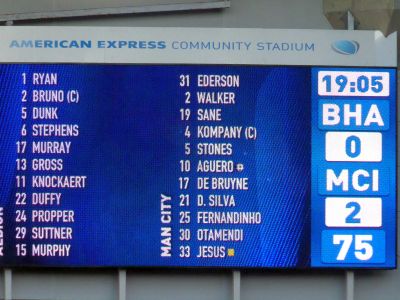 AMERICAN EXPRESS COMMUNITY STADIUM
1 RYAN
2 BRUNO (C)
5 DUNK
6 STEPHENS
17 MURRAY
13 GROSS
11 KNOCKAERT
22 DUFFY
24 PROPPER
29 SUTTNER
15 MURPHY
ALBION
31 EDERSON
2 WALKER
19 SANE
4 KOMPANY (C)
5 STONES
10 AGUERO
17 DE BRUYNE
21 D. SILVA
25 FERNANDINHO
30 OTAMENDI
33 JESUS
MAN CITY
19:05
BHA
0
MCI
2
75